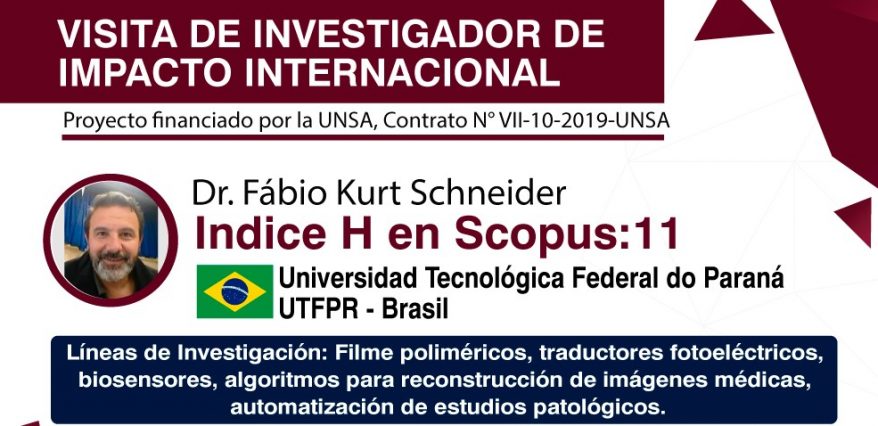 VISITA DE INVESTIGADOR DE
IMPACTO INTERNACIONAL
Proyecto financiado por la UNSA, Contrato N° VII-10-2019-UNSA
Dr. Fábio Kurt Schneider
Indice H en Scopus:11
Universidad Tecnológica Federal do Paraná
UTFPR - Brasil
Líneas de Investigación: Filme poliméricos, traductores fotoeléctricos,
biosensores, algoritmos para reconstrucción de imágenes médicas,
automatización de estudios patológicos.